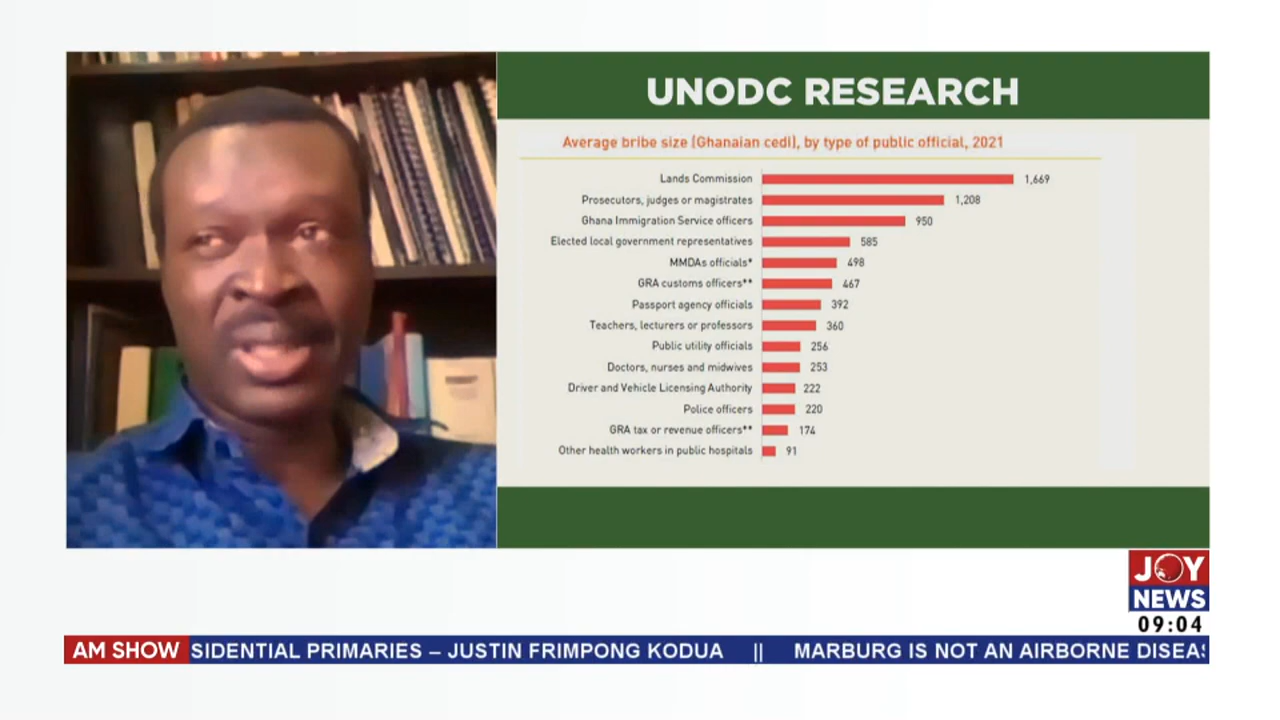 UNODC RESEARCH
Average bribe size (Ghanaian cedi), by type of public official, 2021
Lands Commission 1,669
Prosecutors, judges or magistrates 1,208
Ghana Immigration Service officers 950
Elected local government representatives 585
MMDAs officials* 498
GRA customs officers** 467
Passport agency officials 392
Teachers, lecturers or professors 360
Public utility officials 256
Doctors, nurses and midwives 253
Driver and Vehicle Licensing Authority 222
Police officers 220
GRA tax or revenue officers** 174
Other health workers in public hospitals 91
JOY
NEWS
09:04
AM SHOW SIDENTIAL PRIMARIES – JUSTIN FRIMPONG KODUA || MARBURG IS NOT AN AIRBORNE DISEAS